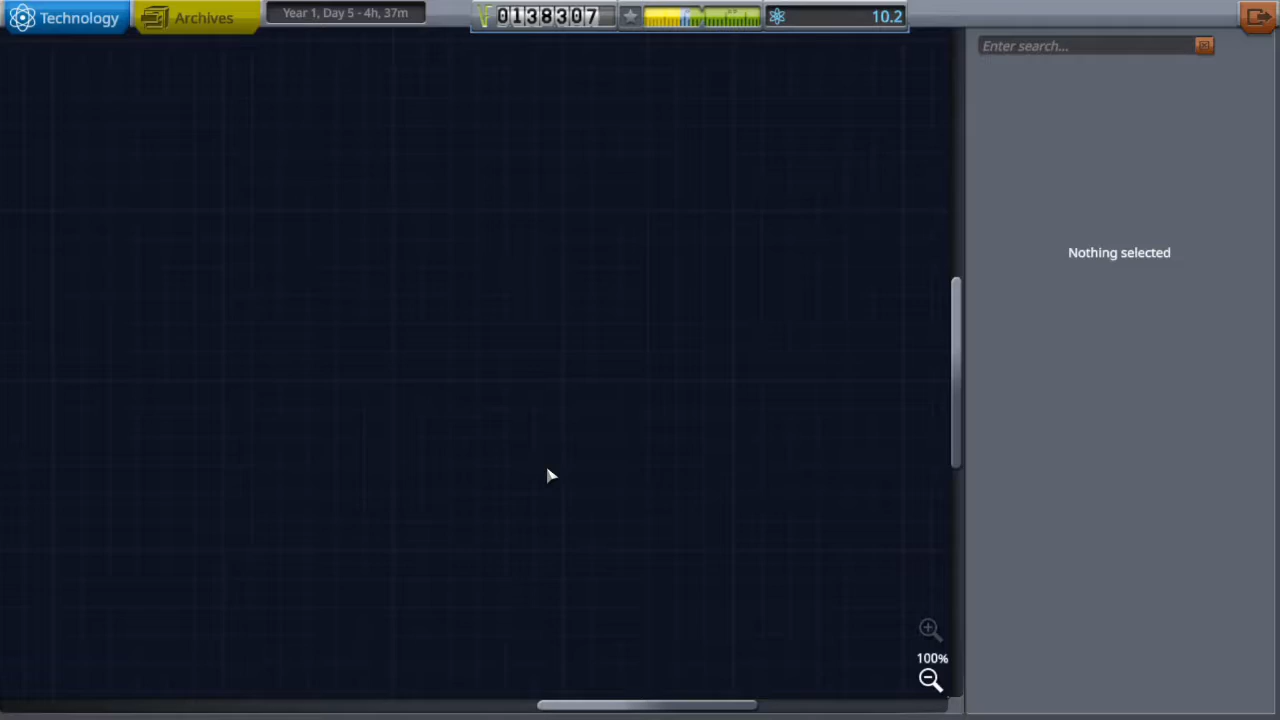 Technology
Archives
Year 1, Day 5 - 4h, 37m
0138307
10.2
Enter search...
Nothing selected
100%